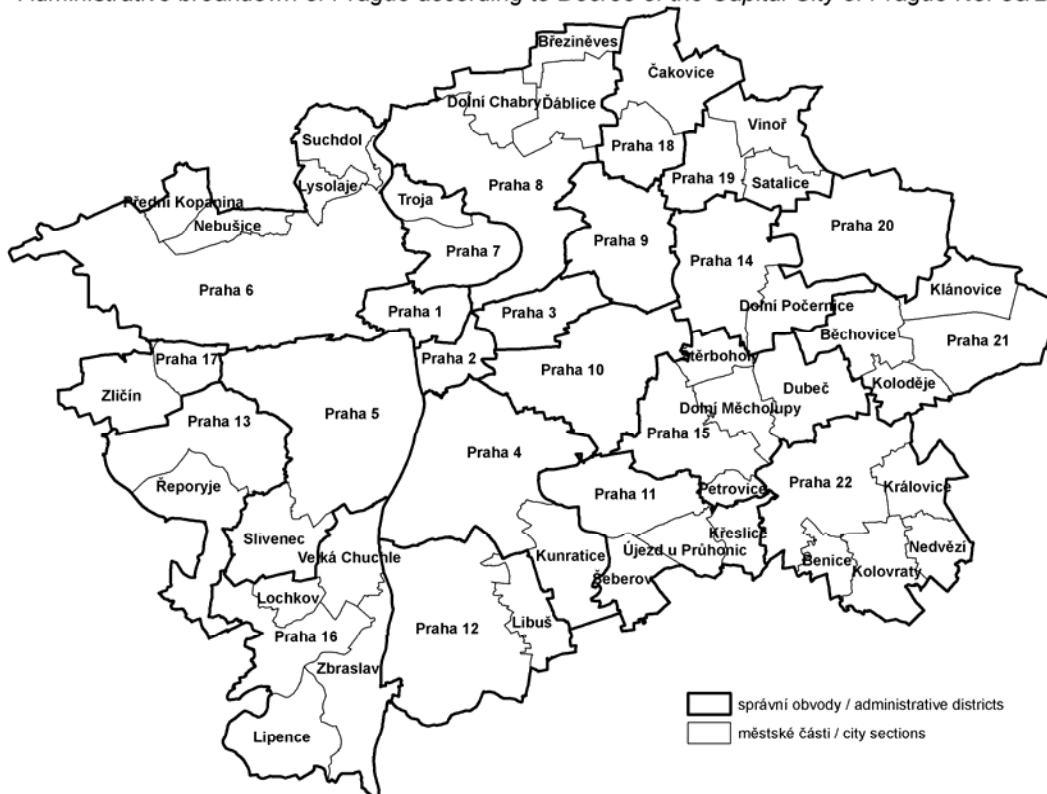 Administrative breakdown of Prague according to Decree of the Capital City of Prague No.
Březiněves
Čakovice
Dolní Chabry
Ďáblice
Vinoř
Suchdol
Praha 18
Praha 8
Praha 19
Satalice
Lysolaje
Přední Kopanina
Troja
Nebušice
Praha 20
Praha 9
Praha 7
Praha 14
Praha 6
Klánovice
Dolní Počernice
Praha 1
Praha 3
Běchovice
Praha 21
Praha 17
Praha 2
Štěrboholy
Praha 10
Koloděje
Zličín
Dubeč
Praha 5
Dolní Měcholupy
Praha 13
Praha 15
Praha 4
Praha 22
Řeporyje
Petrovice
Královice
Praha 11
Křeslice
Slivenec
Nedvězí
Újezd u Průhonic
Velká Chuchle
Kunratice
Benice
Kolovraty
Šeberov
Lochkov
Libuš
Praha 12
Praha 16
Zbraslav
správní obvody / administrative districts
městské části / city sections
Lipence